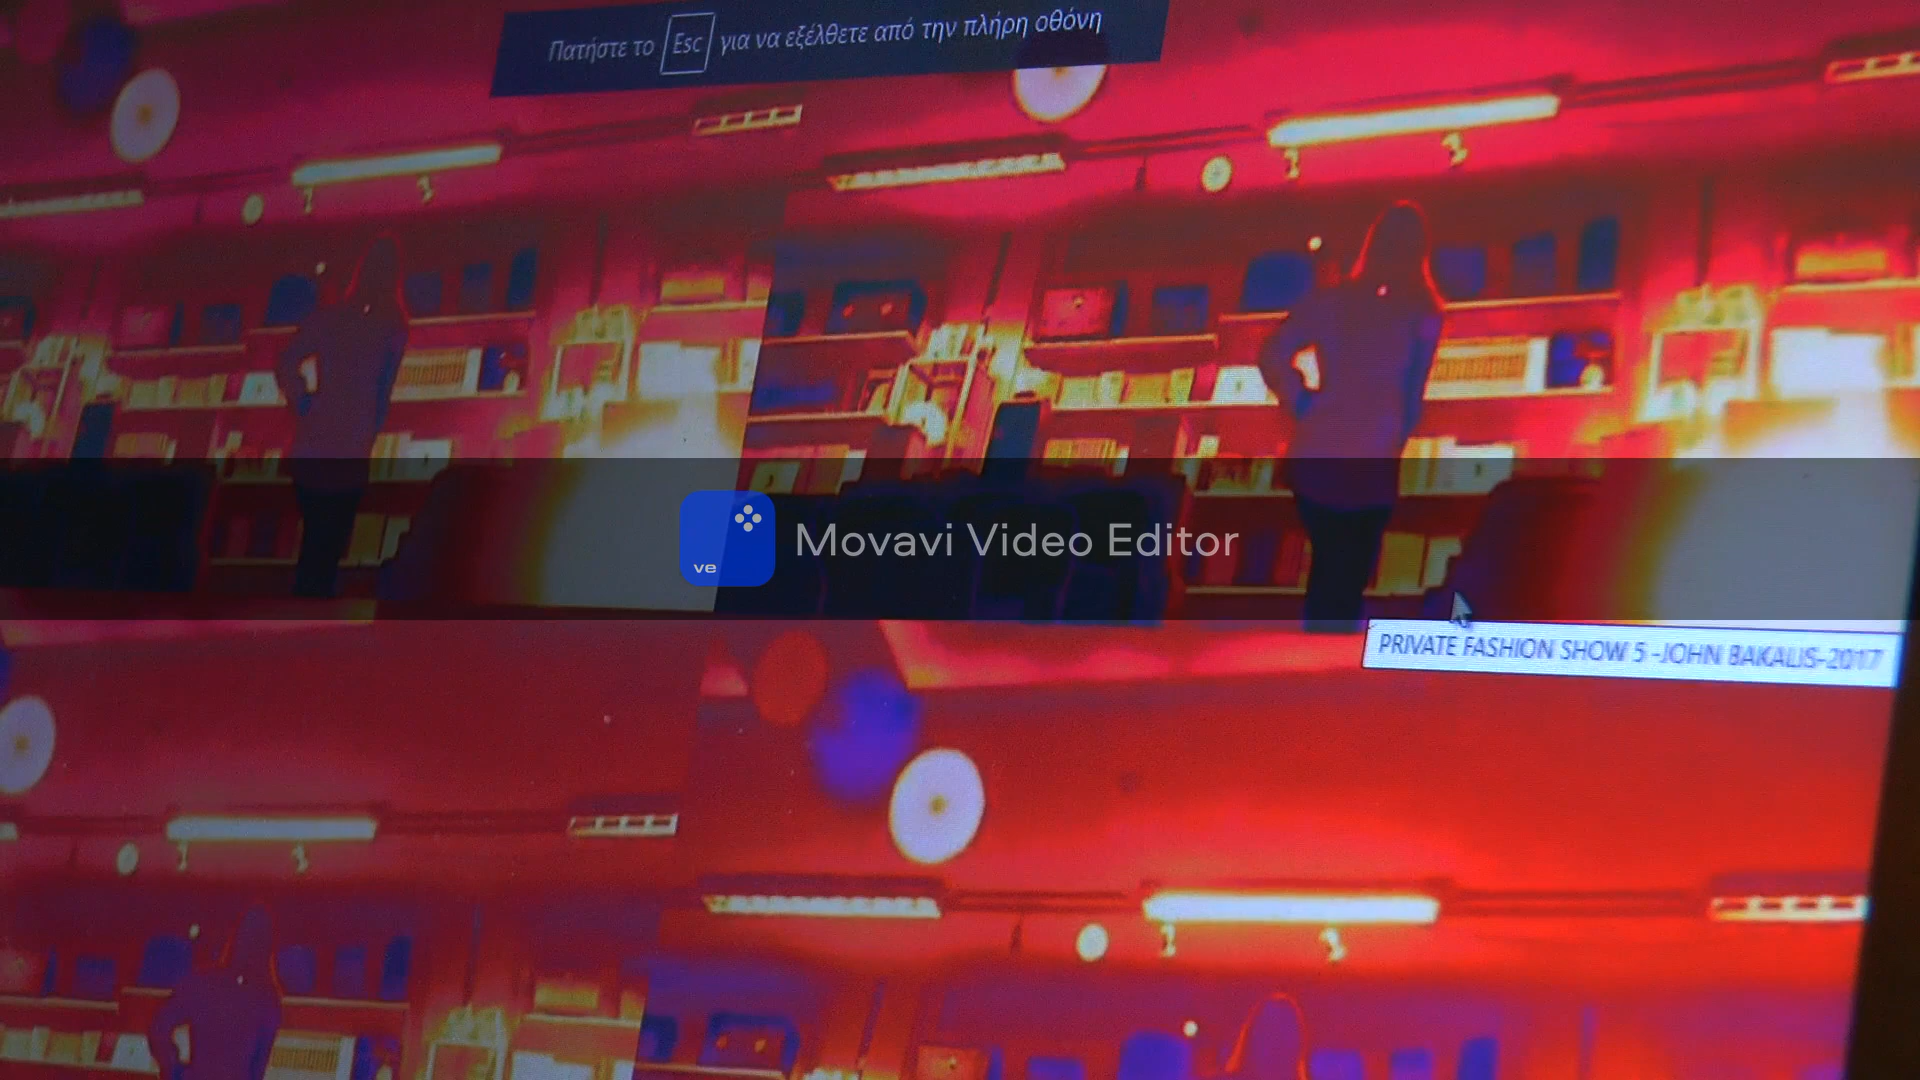 Πατήστε το Esc για να εξέλθετε από την πλήρη οθόνη
ve
Movavi Video Editor
PRIVATE FASHION SHOW 5 -JOHN BAKALIS-2017